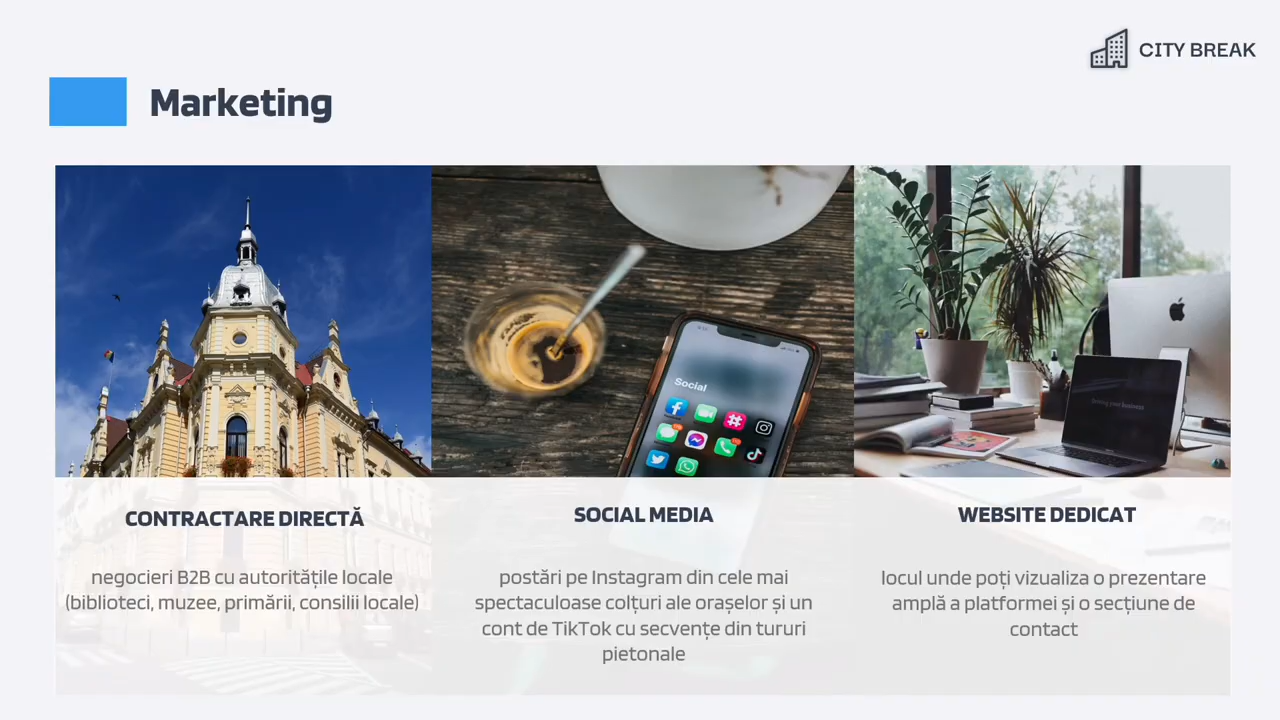 CITY BREAK
Marketing
Social
CONTRACTARE DIRECTĂ
negocieri B2B cu autoritățile locale
(biblioteci, muzee, primării, consilii locale)
SOCIAL MEDIA
postări pe Instagram din cele mai
spectaculoase colțuri ale orașelor și un
cont de TikTok cu secvențe din tururi
pietonale
WEBSITE DEDICAT
locul unde poți vizualiza o prezentare
amplă a platformei și o secțiune de
contact